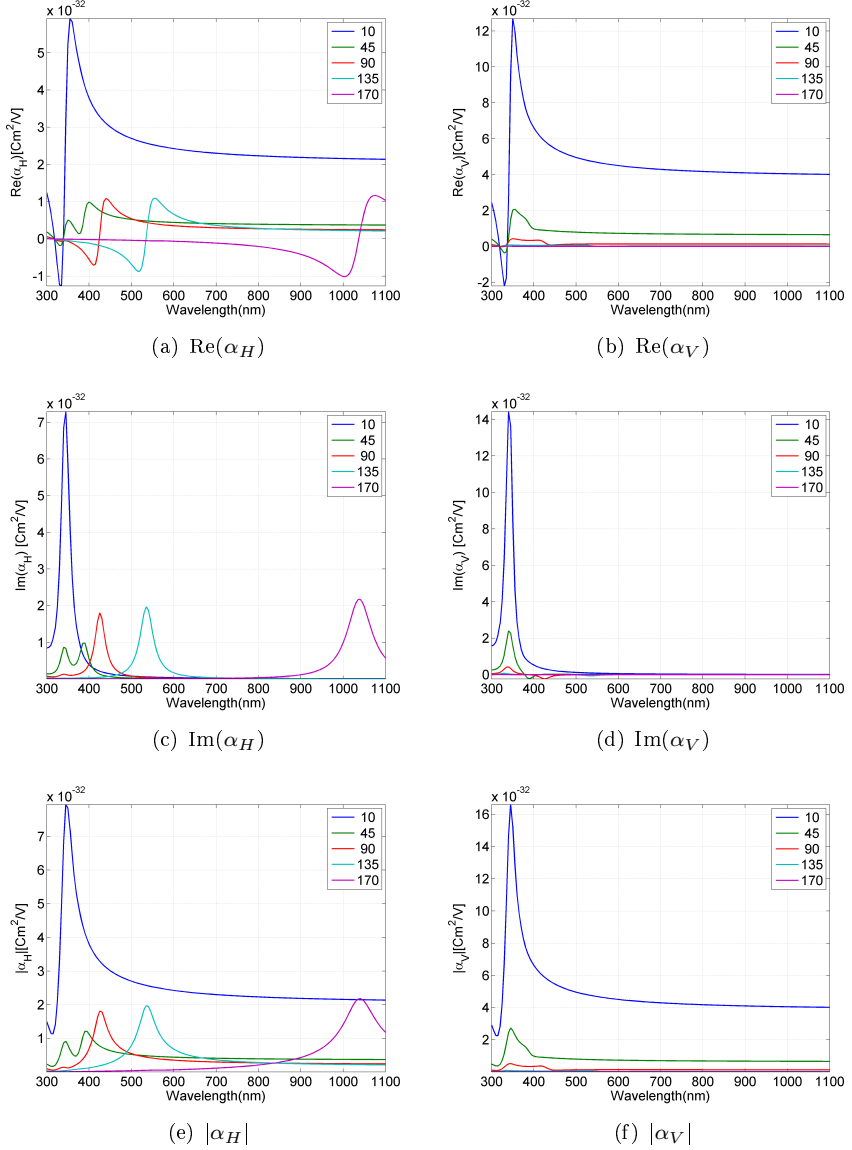 x 10⁻³²
5
4
3
2
1
0
-1
Re(α_H)[Cm²/V]
300 400 500 600 700 800 900 1000 1100
Wavelength(nm)
10
45
90
135
170
(a) Re(α_H)
x 10⁻³²
12
10
8
6
4
2
0
-2
Re(α_V)[Cm²/V]
300 400 500 600 700 800 900 1000 1100
Wavelength(nm)
10
45
90
135
170
(b) Re(α_V)
x 10⁻³²
7
6
5
4
3
2
1
Im(α_H) [Cm²/V]
300 400 500 600 700 800 900 1000 1100
Wavelength(nm)
10
45
90
135
170
(c) Im(α_H)
x 10⁻³²
14
12
10
8
6
4
2
0
Im(α_V) [Cm²/V]
300 400 500 600 700 800 900 1000 1100
Wavelength(nm)
10
45
90
135
170
(d) Im(α_V)
x 10⁻³²
7
6
5
4
3
2
1
|α_H|[Cm²/V]
300 400 500 600 700 800 900 1000 1100
Wavelength(nm)
10
45
90
135
170
(e) |α_H|
x 10⁻³²
16
14
12
10
8
6
4
2
|α_V|[Cm²/V]
300 400 500 600 700 800 900 1000 1100
Wavelength(nm)
10
45
90
135
170
(f) |α_V|